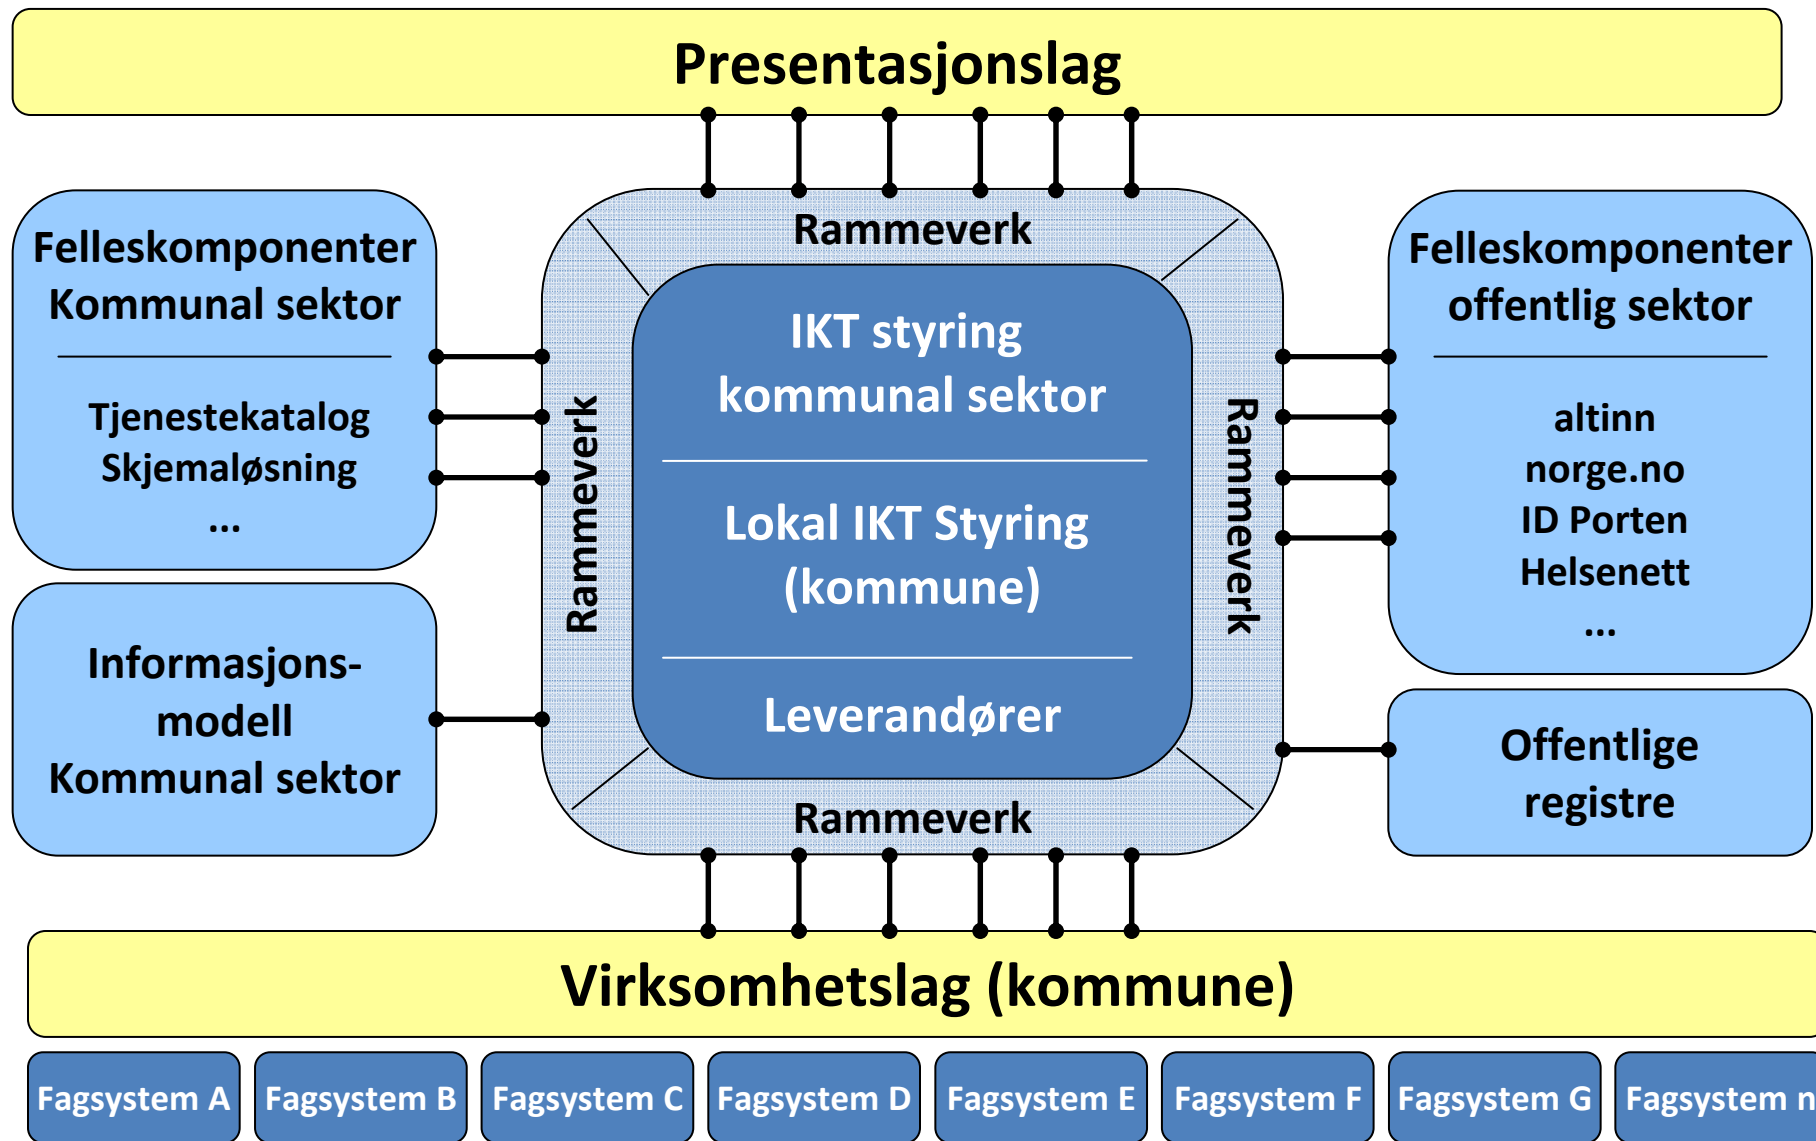 Presentasjonslag
Felleskomponenter
Kommunal sektor
Tjenestekatalog
Skjemaløsning
...
Informasjons-
modell
Kommunal sektor
Rammeverk
Rammeverk
IKT styring
kommunal sektor
Lokal IKT Styring
(kommune)
Leverandører
Rammeverk
Rammeverk
Felleskomponenter
offentlig sektor
altinn
norge.no
ID Porten
Helsenett
...
Offentlige
registre
Virksomhetslag (kommune)
Fagsystem A
Fagsystem B
Fagsystem C
Fagsystem D
Fagsystem E
Fagsystem F
Fagsystem G
Fagsystem n